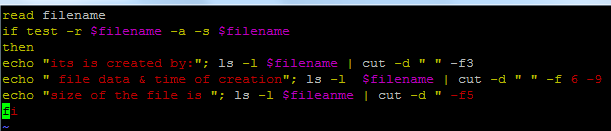 read filename
if test -r $filename -a -s $filename
then
echo "its is created by:"; ls -l $filename | cut -d " " -f3
echo " file data & time of creation"; ls -l  $filename | cut -d " " -f 6 -9
echo "size of the file is "; ls -l $fileanme | cut -d " -f5
fi
~